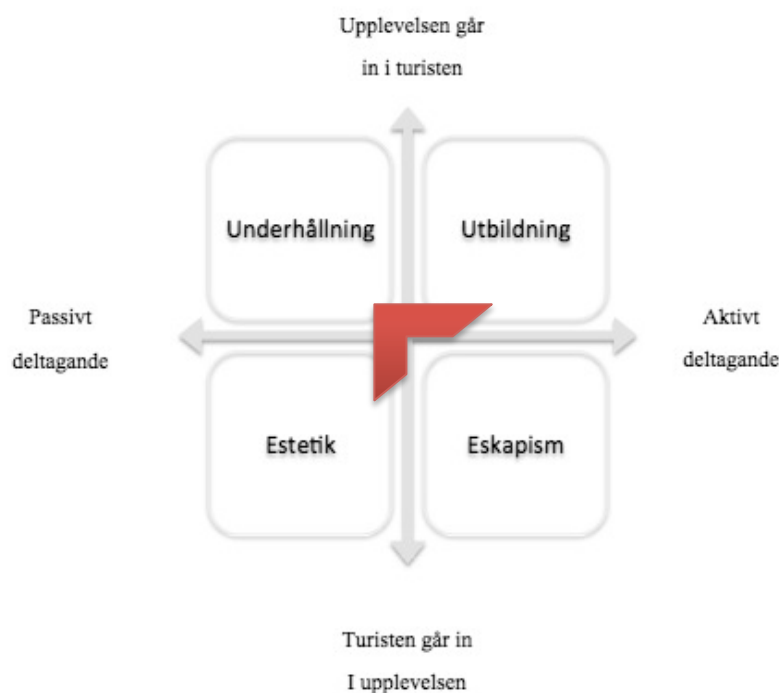 Upplevelsen går
in i turisten
Underhållning
Utbildning
Passivt
deltagande
Aktivt
deltagande
Estetik
Eskapism
Turisten går in
I upplevelsen